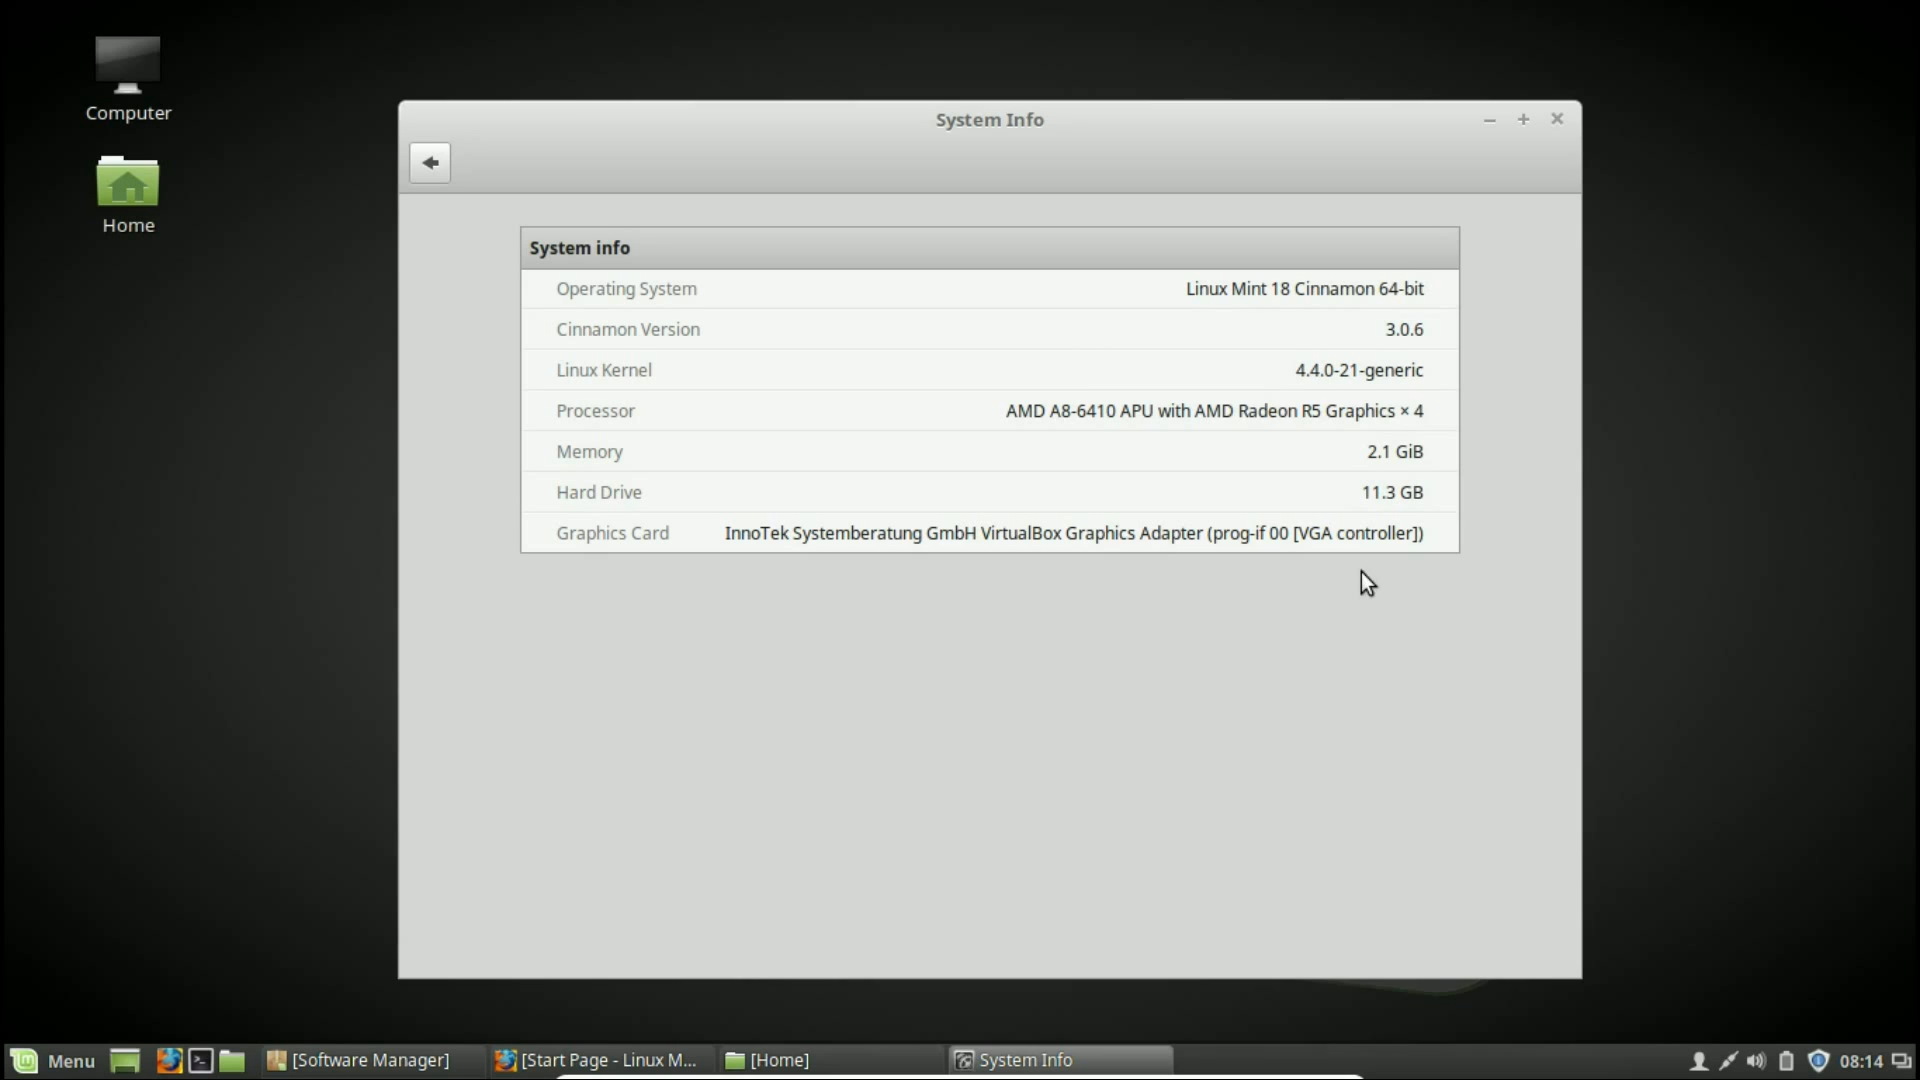 Computer
Home
System Info
System info
Operating System Linux Mint 18 Cinnamon 64-bit
Cinnamon Version 3.0.6
Linux Kernel 4.4.0-21-generic
Processor AMD A8-6410 APU with AMD Radeon R5 Graphics × 4
Memory 2.1 GiB
Hard Drive 11.3 GB
Graphics Card InnoTek Systemberatung GmbH VirtualBox Graphics Adapter (prog-if 00 [VGA controller])
Menu [Software Manager] [Start Page - Linux M... [Home] System Info 08:14